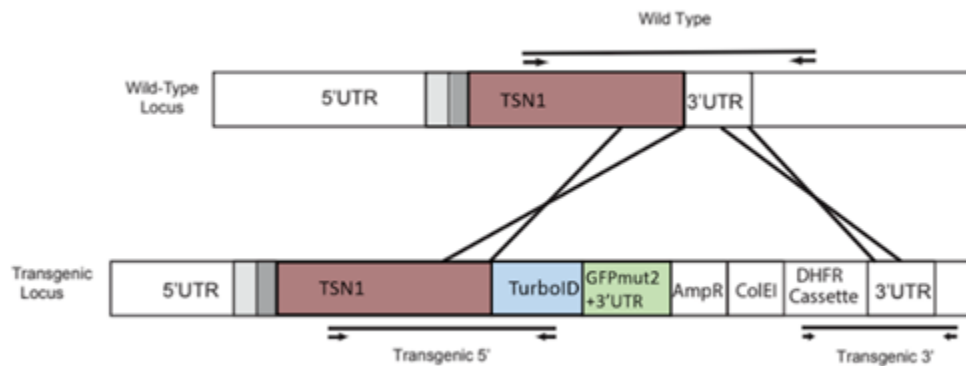 Wild Type
Wild-Type
Locus
5'UTR
TSN1
3'UTR
Transgenic
Locus
5'UTR
TSN1
TurboID
GFPmut2
+3'UTR
AmpR
ColEI
DHFR
Cassette
3'UTR
Transgenic 5'
Transgenic 3'